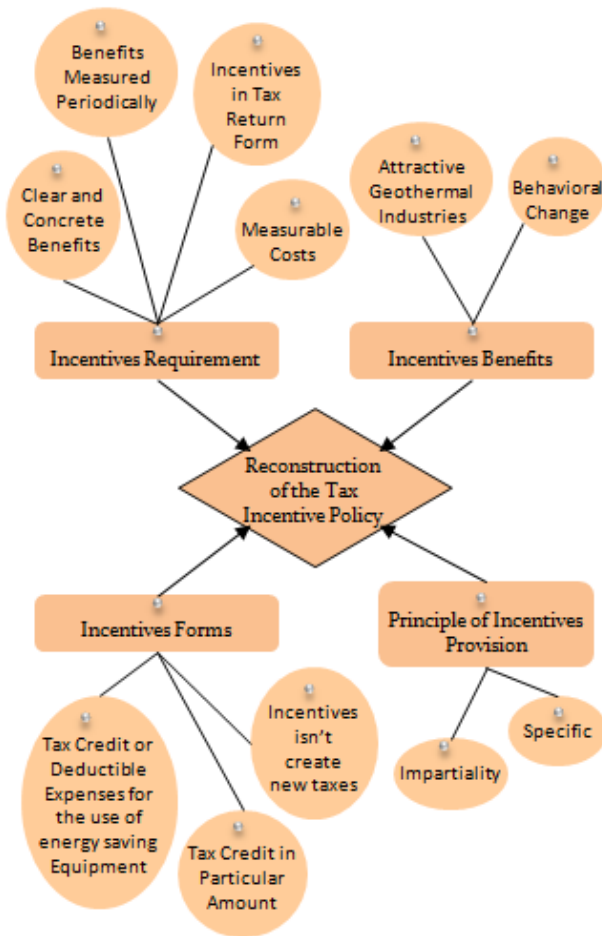 Benefits
Measured
Periodically
Incentives
in Tax
Return
Form
Clear and
Concrete
Benefits
Measurable
Costs
Attractive
Geothermal
Industries
Behavioral
Change
Incentives Requirement
Incentives Benefits
Reconstruction
of the Tax
Incentive Policy
Incentives Forms
Principle of Incentives
Provision
Tax Credit or
Deductible
Expenses for
the use of
energy saving
Equipment
Tax Credit in
Particular
Amount
Incentives
isn't
create
new taxes
Impartiality
Specific